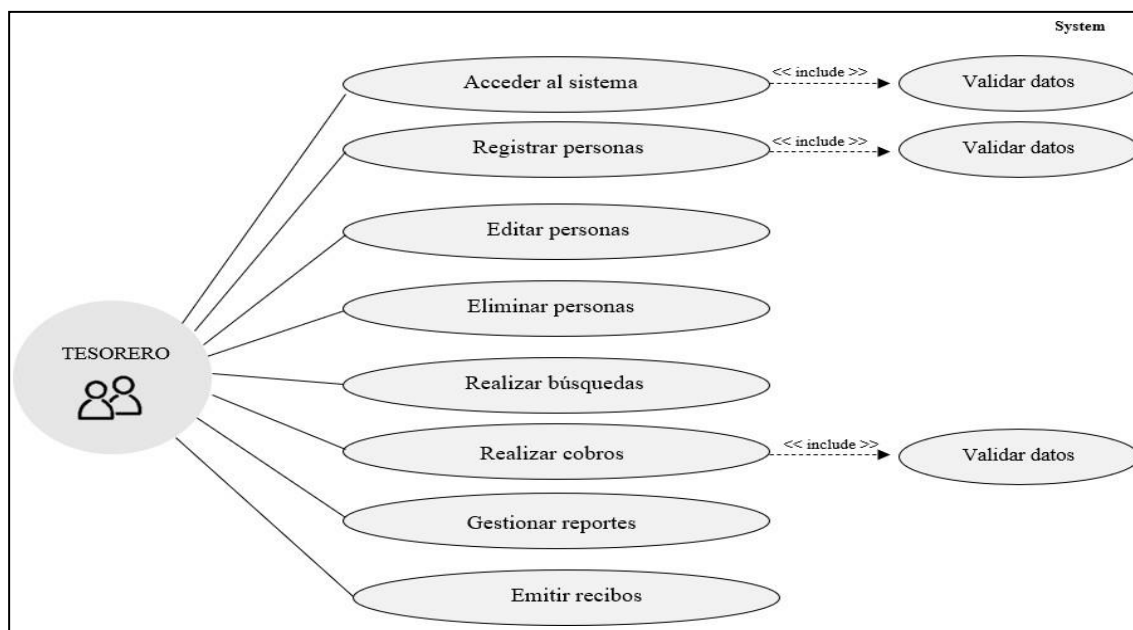 System
Acceder al sistema
<< include >>
Validar datos
Registrar personas
<< include >>
Validar datos
Editar personas
Eliminar personas
TESORERO
Realizar búsquedas
Realizar cobros
<< include >>
Validar datos
Gestionar reportes
Emitir recibos